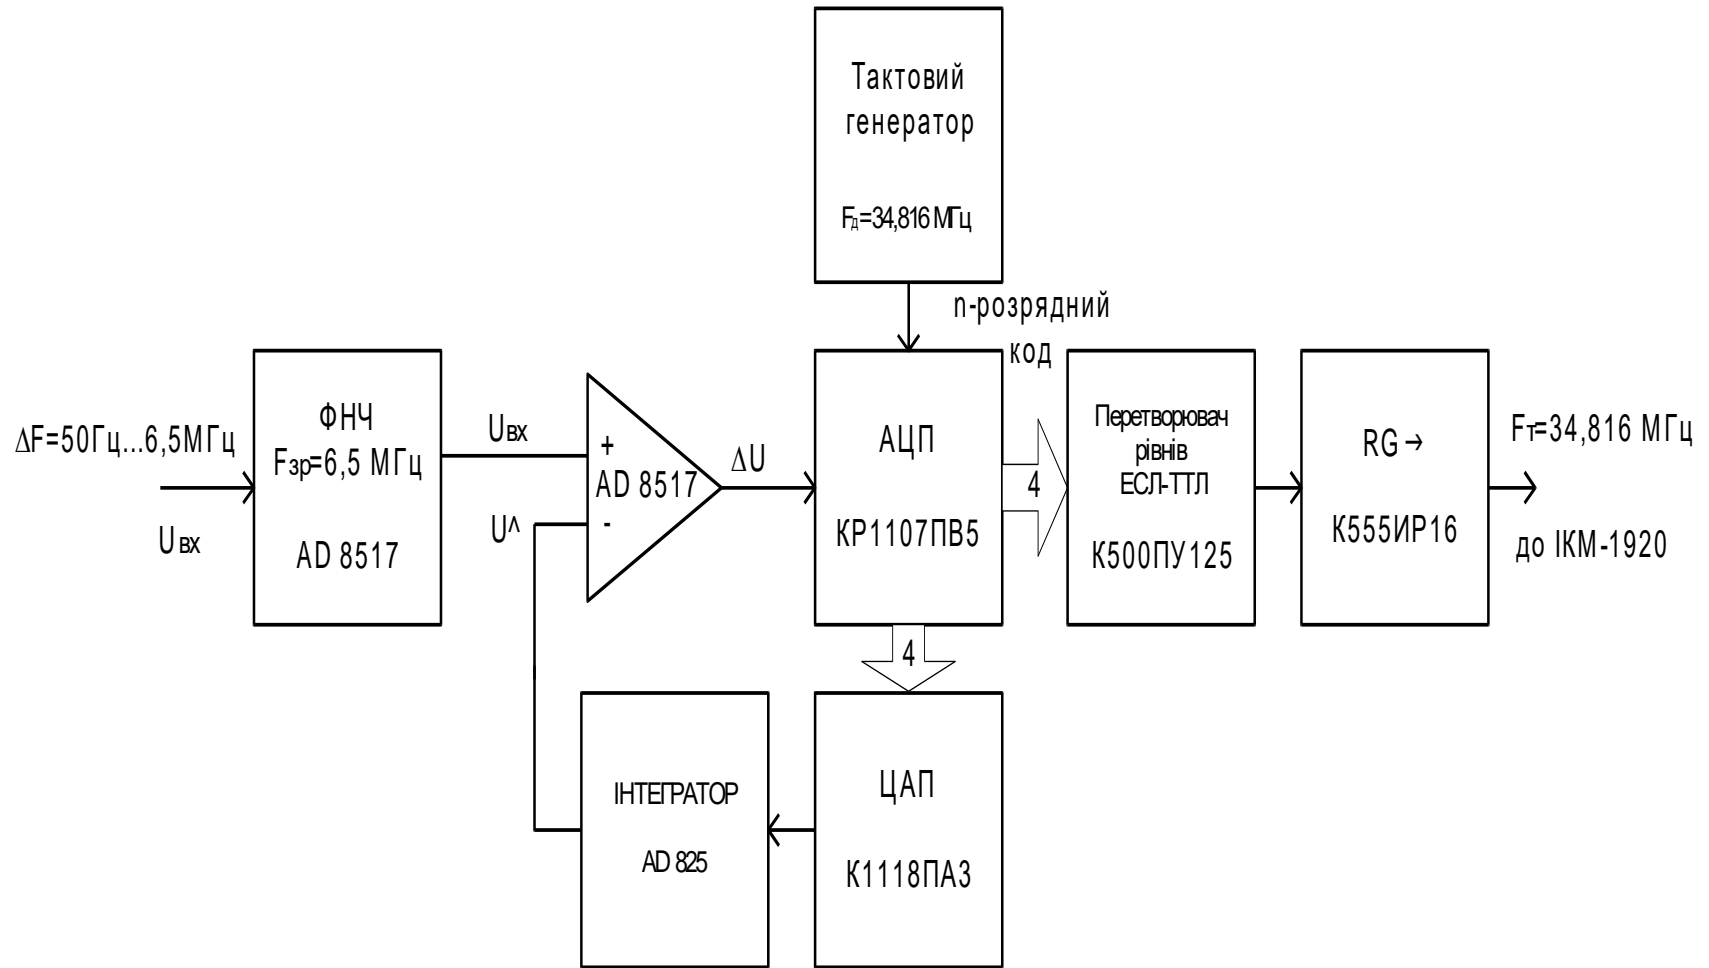 Тактовий
генератор
Fд=34,816 МГц
n-розрядний
код
ΔF=50Гц...6,5МГц
Uвх
ФНЧ
Fзр=6,5 МГц
AD 8517
Uвх
U^
+
AD 8517
-
ΔU
АЦП
КР1107ПВ5
4
Перетворювач
рівнів
ЕСЛ-ТТЛ
К500ПУ125
RG →
К555ИР16
Fт=34,816 МГц
до ІКМ-1920
4
ІНТЕГРАТОР
AD 825
ЦАП
К1118ПА3